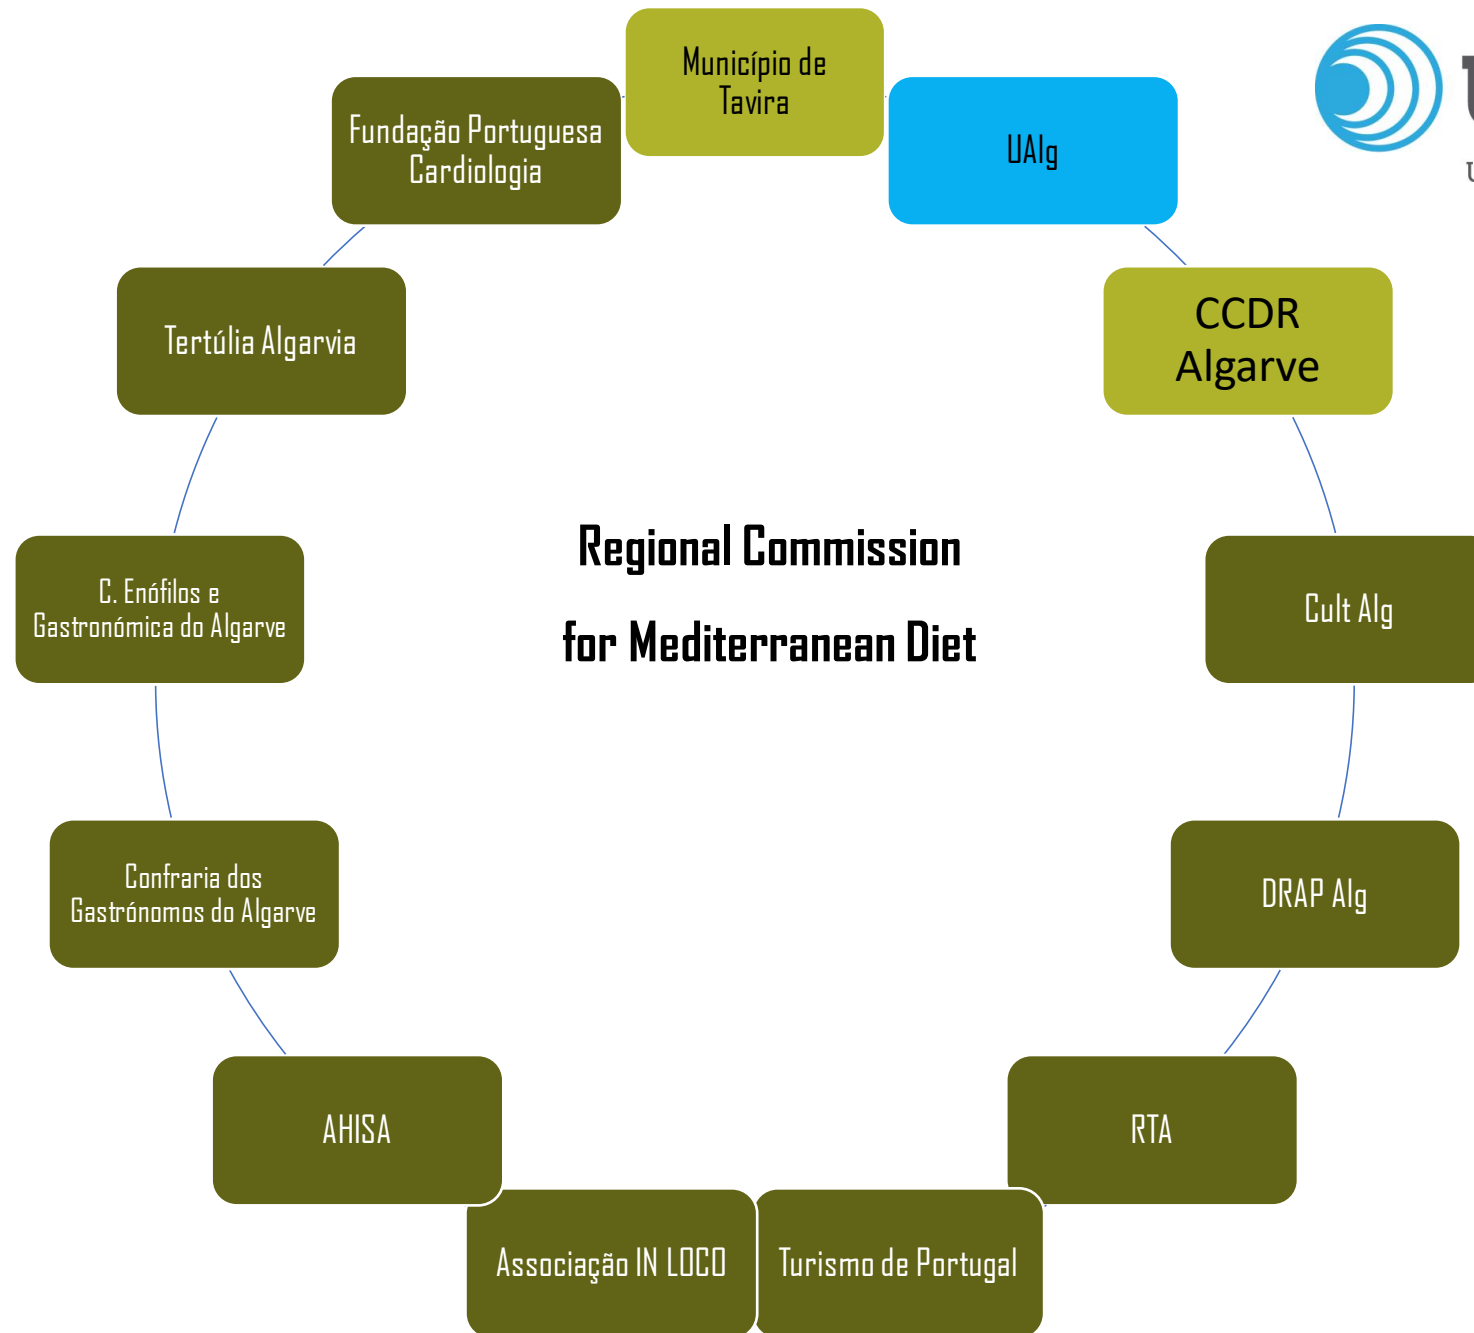 Município de
Tavira
Fundação Portuguesa
Cardiologia
UAlg
Tertúlia Algarvia
CCDR
Algarve
Regional Commission
for Mediterranean Diet
C. Enófilos e
Gastronómica do Algarve
Cult Alg
Confraria dos
Gastrónomos do Algarve
DRAP Alg
AHISA
RTA
Associação IN LOCO
Turismo de Portugal